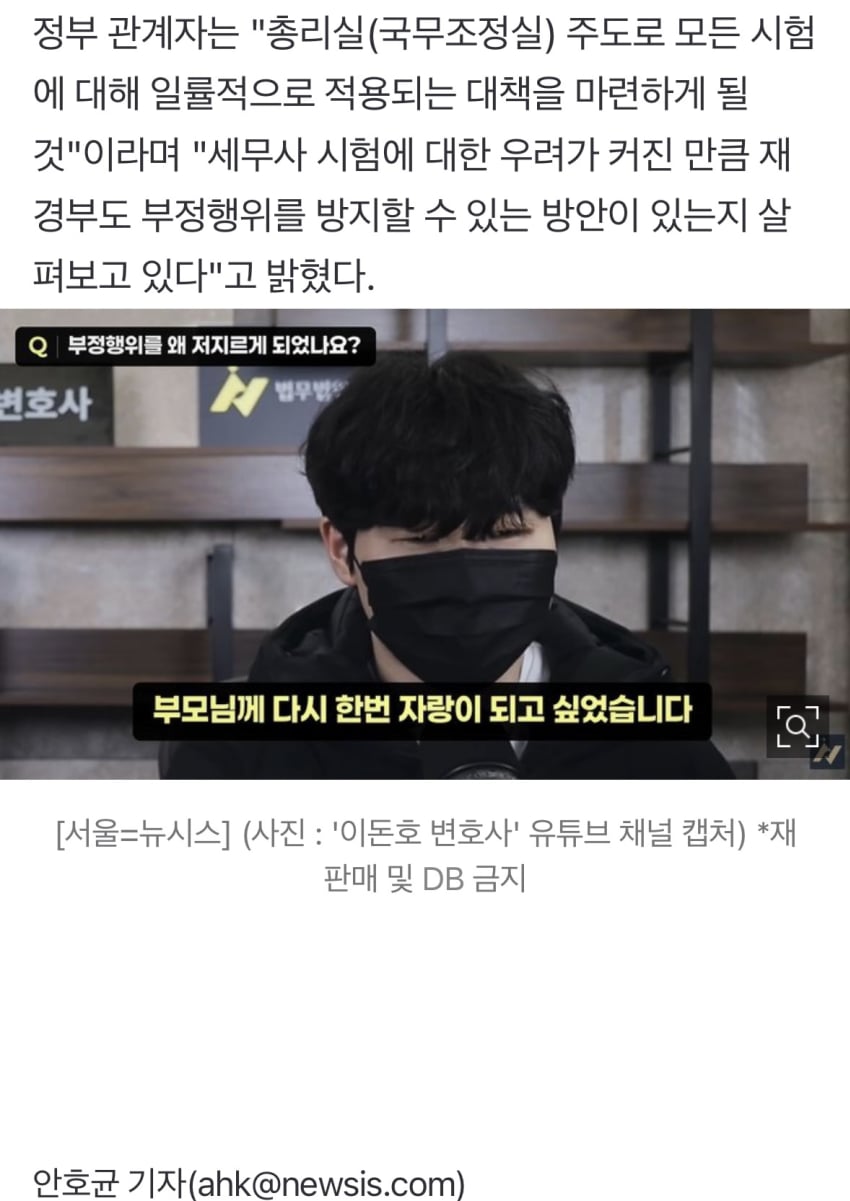 정부 관계자는 "총리실(국무조정실) 주도로 모든 시험
에 대해 일률적으로 적용되는 대책을 마련하게 될
것"이라며 "세무사 시험에 대한 우려가 커진 만큼 재
경부도 부정행위를 방지할 수 있는 방안이 있는지 살
펴보고 있다"고 밝혔다.
Q 부정행위를 왜 저지르게 되었나요?
변호사
법무법인
부모님께 다시 한번 자랑이 되고 싶었습니다
[서울=뉴시스] (사진 : '이돈호 변호사' 유튜브 채널 캡처) *재
판매 및 DB 금지
안호균 기자(ahk@newsis.com)